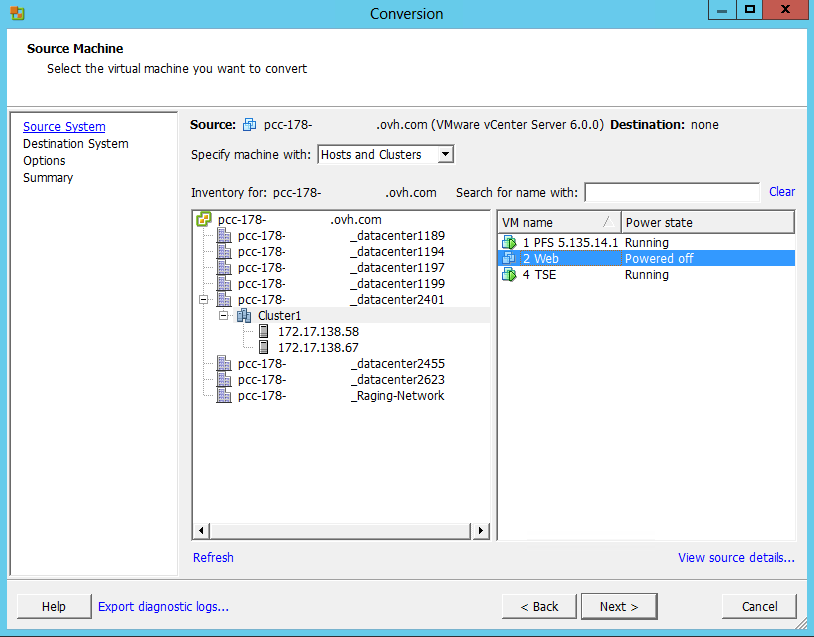 Conversion
Source Machine
Select the virtual machine you want to convert
Source System
Destination System
Options
Summary
Source: pcc-178- .ovh.com (VMware vCenter Server 6.0.0) Destination: none
Specify machine with: Hosts and Clusters
Inventory for: pcc-178- .ovh.com Search for name with: Clear
pcc-178- .ovh.com
pcc-178- _datacenter1189
pcc-178- _datacenter1194
pcc-178- _datacenter1197
pcc-178- _datacenter1199
pcc-178- _datacenter2401
Cluster1
172.17.138.58
172.17.138.67
pcc-178- _datacenter2455
pcc-178- _datacenter2623
pcc-178- _Raging-Network
VM name Power state
1 PFS 5.135.14.1 Running
2 Web Powered off
4 TSE Running
Refresh View source details...
Help Export diagnostic logs... < Back Next > Cancel